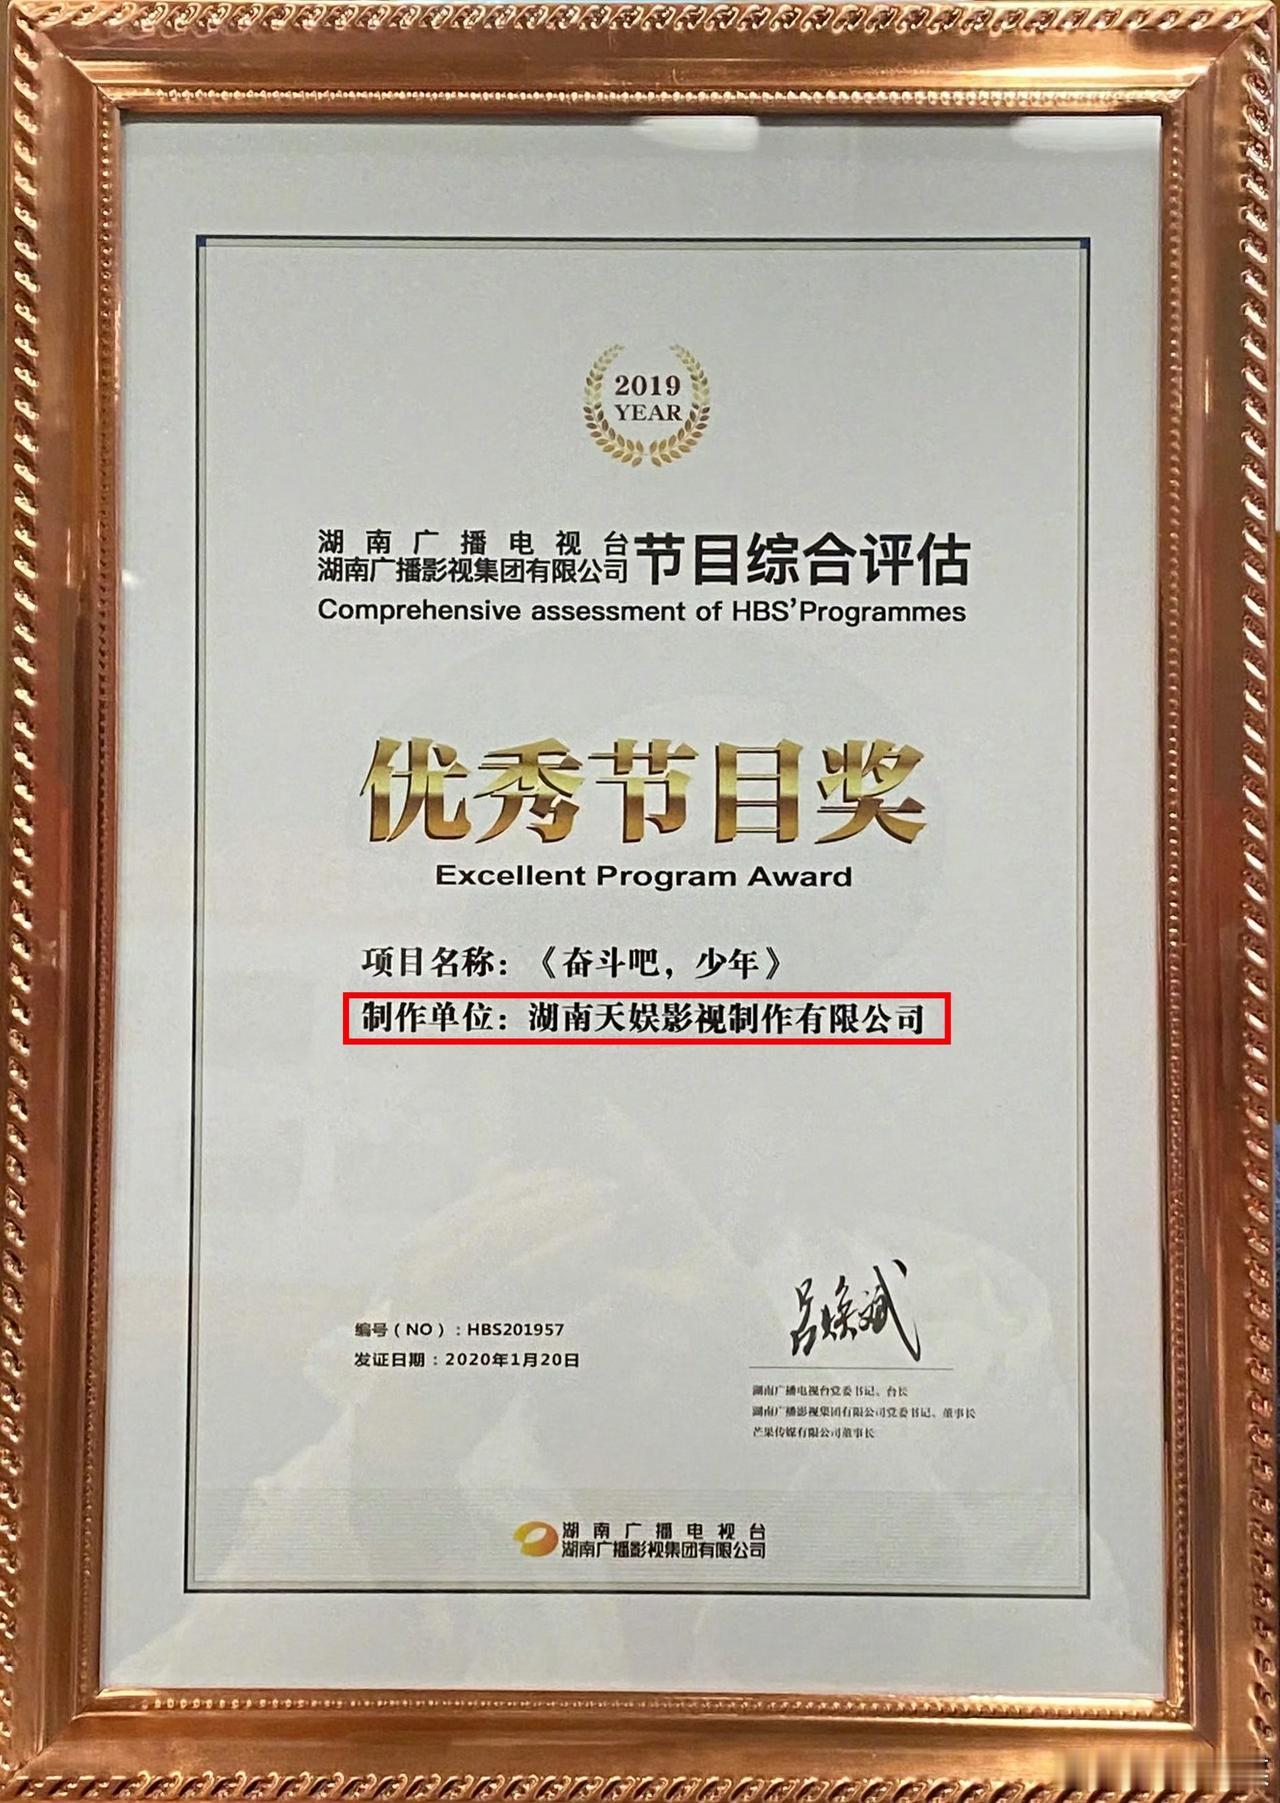 2019
YEAR
湖南广播电视台
湖南广播影视集团有限公司
节目综合评估
Comprehensive assessment of HBS'Programmes
优秀节目奖
Excellent Program Award
项目名称：《奋斗吧，少年》
制作单位：湖南天娱影视制作有限公司
编号（NO）：HBS201957
发证日期：2020年1月20日
吕焕斌
湖南广播电视台党委书记、台长
湖南广播影视集团有限公司党委书记、董事长
芒果传媒有限公司董事长
湖南广播电视台
湖南广播影视集团有限公司